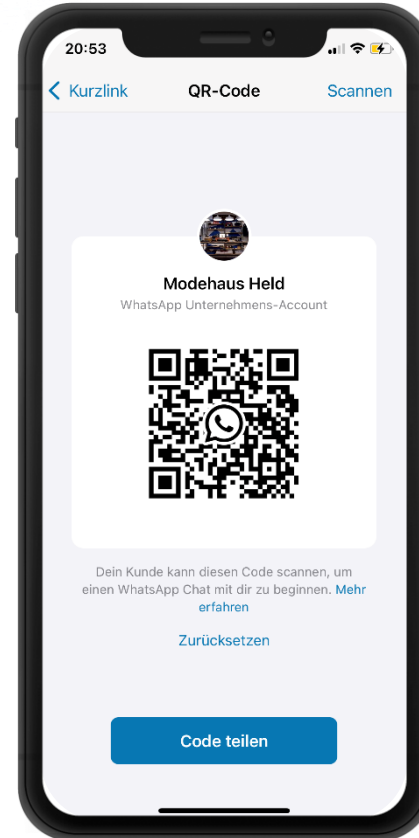 20:53
Kurzlink QR-Code Scannen
Modehaus Held
WhatsApp Unternehmens-Account
Dein Kunde kann diesen Code scannen, um
einen WhatsApp Chat mit dir zu beginnen. Mehr
erfahren
Zurücksetzen
Code teilen